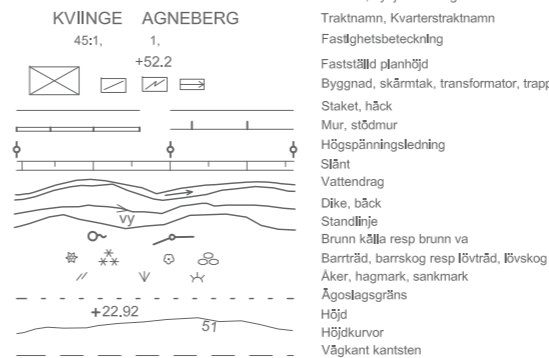 KVIINGE AGNEBERG Traktnamn, Kvarterstraktnamn
45:1, 1, Fastighetsbeteckning
+52.2 Fastställd planhöjd
Byggnad, skärmtak, transformator, trapp
Staket, häck
Mur, stödmur
Högspänningsledning
Slänt
Vattendrag
Dike, bäck
vy Standlinje
Brunn källa resp brunn va
Barrträd, barrskog resp lövträd, lövskog
Åker, hagmark, sankmark
Ägoslagsgräns
+22.92 Höjd
51 Höjdkurvor
Vägkant kantsten